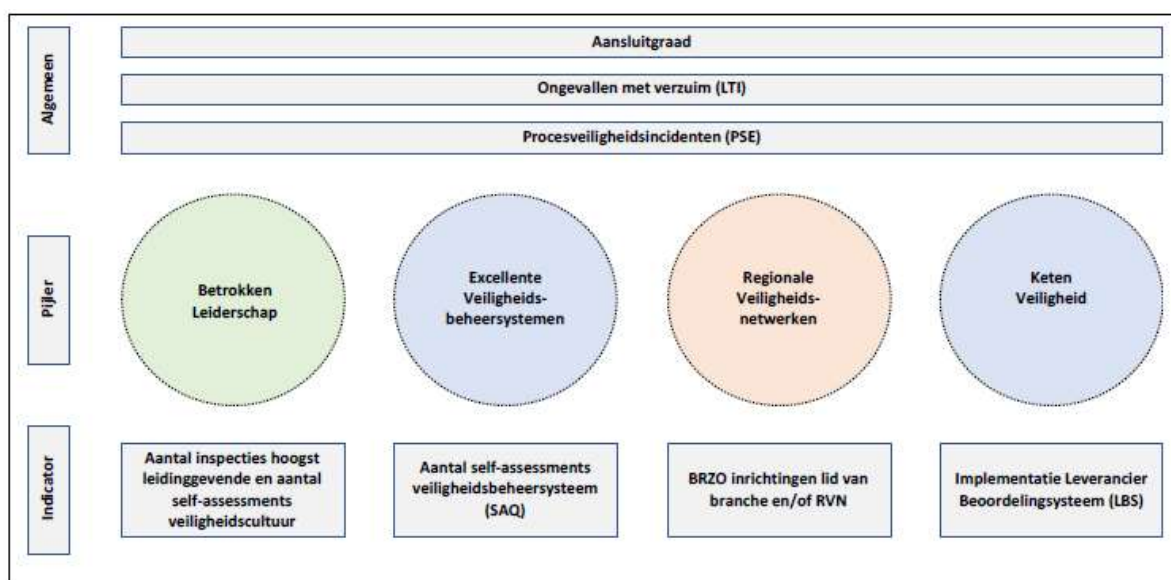 Algemeen
Aansluitgraad
Ongevallen met verzuim (LTI)
Procesveiligheidsincidenten (PSE)
Pijler
Betrokken
Leiderschap
Excellente
Veiligheids-
beheersystemen
Regionale
Veiligheids-
netwerken
Keten
Veiligheid
Indicator
Aantal inspecties hoogst
leidinggevende en aantal
self-assessments
veiligheidscultuur
Aantal self-assessments
veiligheidsbeheersysteem
(SAQ)
BRZO inrichtingen lid van
branche en/of RVN
Implementatie Leverancier
Beoordelingsysteem (LBS)